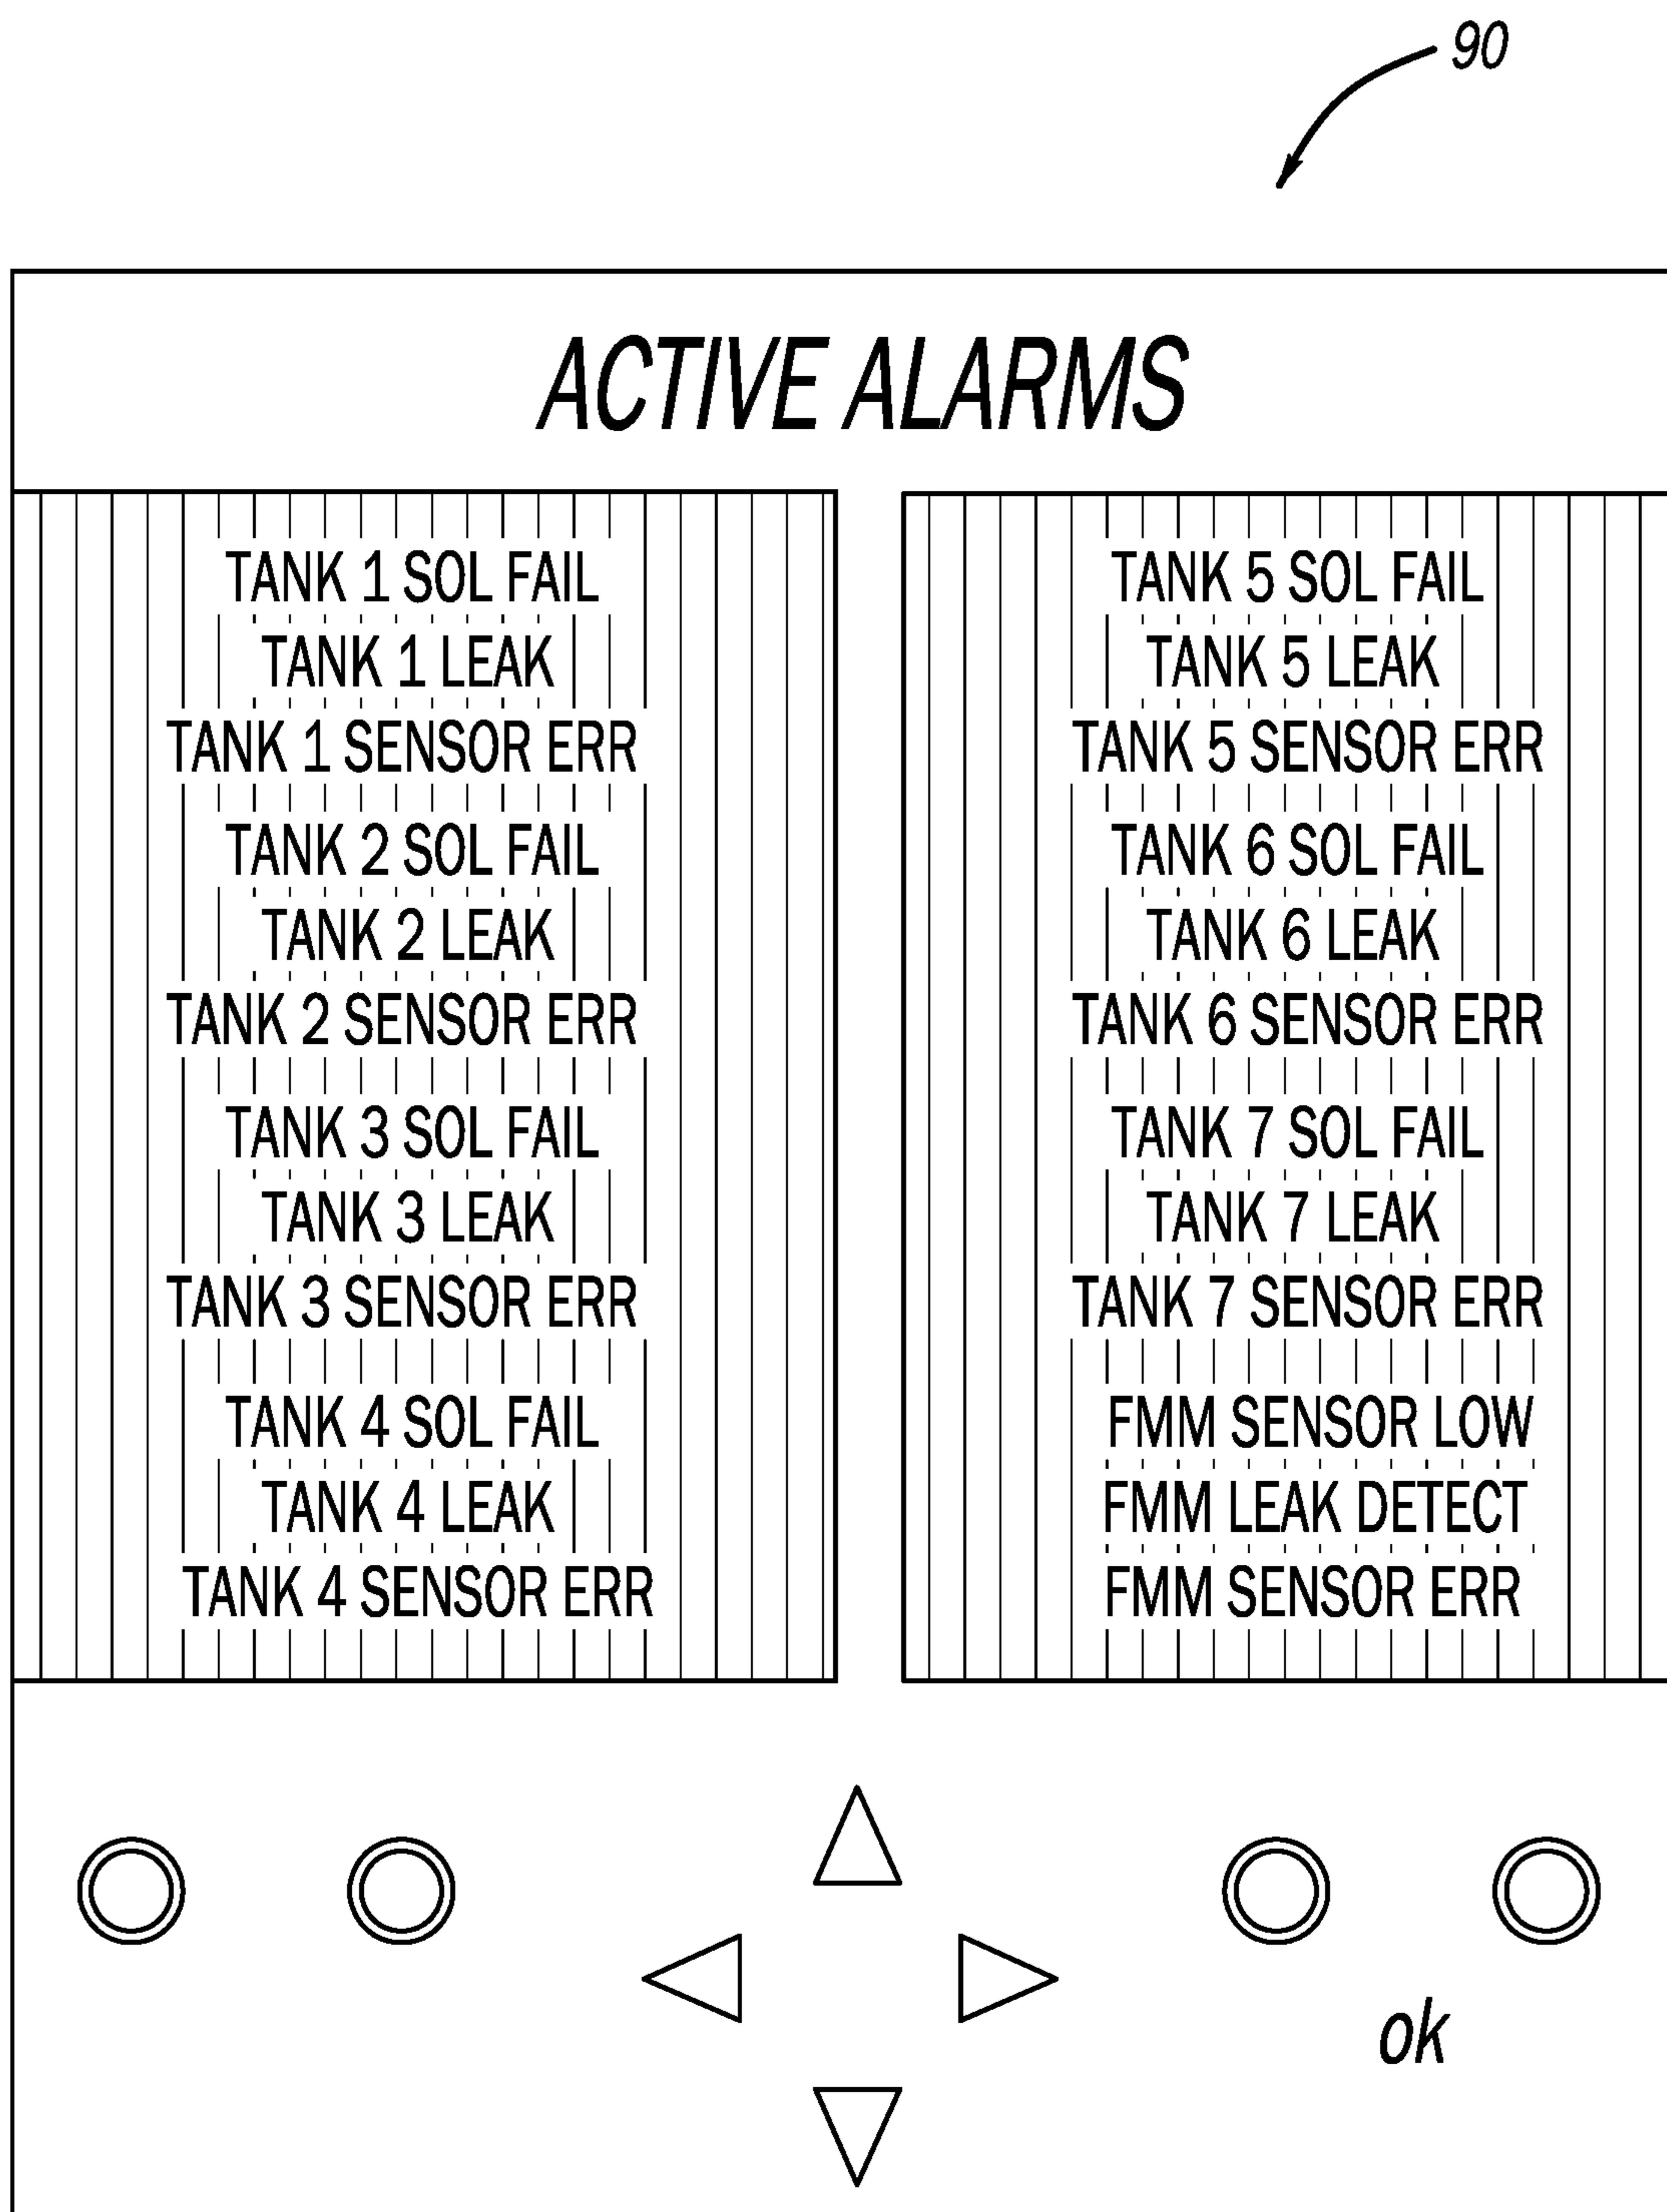 90
ACTIVE ALARMS
TANK 1 SOL FAIL
TANK 1 LEAK
TANK 1 SENSOR ERR
TANK 2 SOL FAIL
TANK 2 LEAK
TANK 2 SENSOR ERR
TANK 3 SOL FAIL
TANK 3 LEAK
TANK 3 SENSOR ERR
TANK 4 SOL FAIL
TANK 4 LEAK
TANK 4 SENSOR ERR
TANK 5 SOL FAIL
TANK 5 LEAK
TANK 5 SENSOR ERR
TANK 6 SOL FAIL
TANK 6 LEAK
TANK 6 SENSOR ERR
TANK 7 SOL FAIL
TANK 7 LEAK
TANK 7 SENSOR ERR
FMM SENSOR LOW
FMM LEAK DETECT
FMM SENSOR ERR
ok